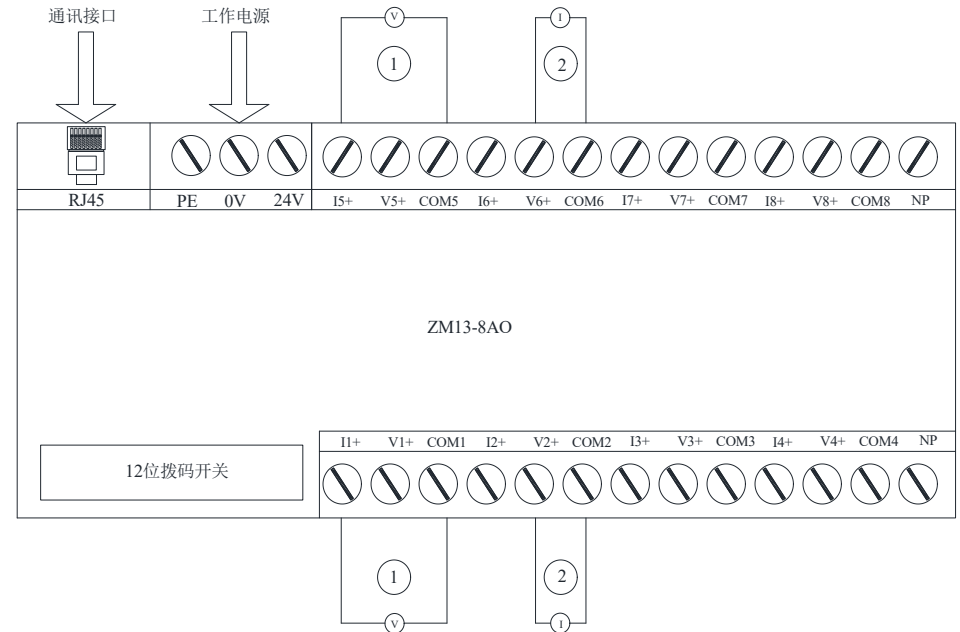 通讯接口 工作电源
V I
1 2
RJ45 PE 0V 24V I5+ V5+ COM5 I6+ V6+ COM6 I7+ V7+ COM7 I8+ V8+ COM8 NP
ZM13-8AO
I1+ V1+ COM1 I2+ V2+ COM2 I3+ V3+ COM3 I4+ V4+ COM4 NP
12位拨码开关
1 2
V I